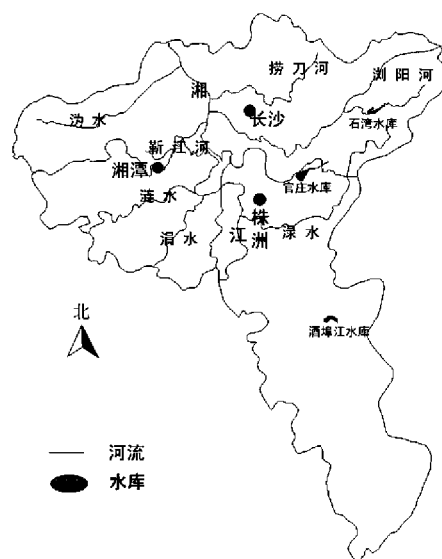 捞刀河
浏阳河
湘
沩水
长沙
石湾水库
靳江河
湘潭
官庄水库
涟水
株洲
江
渌水
涓水
北
酒埠江水库
河流
水库